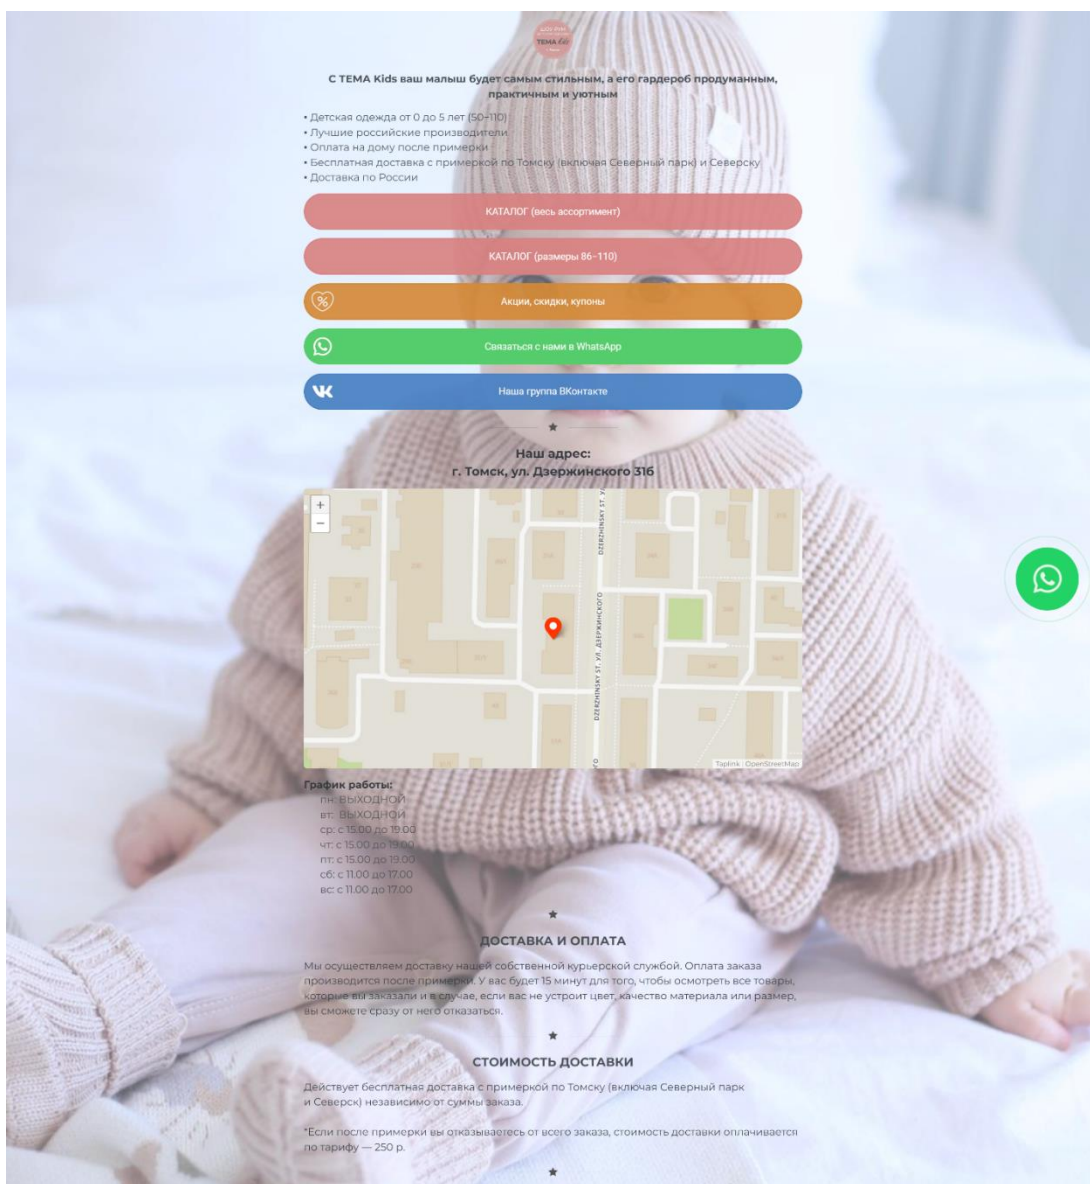 ТЕМА kids
С ТЕМА Kids ваш малыш будет самым стильным, а его гардероб продуманным,
практичным и уютным
• Детская одежда от 0 до 5 лет (50-110)
• Лучшие российские производители
• Оплата на дому после примерки
• Бесплатная доставка с примеркой по Томску (включая Северный парк) и Северску
• Доставка по России
КАТАЛОГ (весь ассортимент)
КАТАЛОГ (размеры 86-110)
Акции, скидки, купоны
Связаться с нами в WhatsApp
Наша группа ВКонтакте
Наш адрес:
г. Томск, ул. Дзержинского 31б
+
−
DZERZHINSKY ST, У
DZERZHINSKY ST, УЛ. ДЗЕРЖИНСКОГО
ГО
Taplink | OpenStreetMap
График работы:
пн: ВЫХОДНОЙ
вт: ВЫХОДНОЙ
ср: с 15.00 до 19.00
чт: с 15.00 до 19.00
пт: с 15.00 до 19.00
сб: с 11.00 до 17.00
вс: с 11.00 до 17.00
ДОСТАВКА И ОПЛАТА
Мы осуществляем доставку нашей собственной курьерской службой. Оплата заказа
производится после примерки. У вас будет 15 минут для того, чтобы осмотреть все товары,
которые вы заказали и в случае, если вас не устроит цвет, качество материала или размер,
вы сможете сразу от него отказаться.
СТОИМОСТЬ ДОСТАВКИ
Действует бесплатная доставка с примеркой по Томску (включая Северный парк
и Северск) независимо от суммы заказа.
*Если после примерки вы отказываетесь от всего заказа, стоимость доставки оплачивается
по тарифу — 250 р.